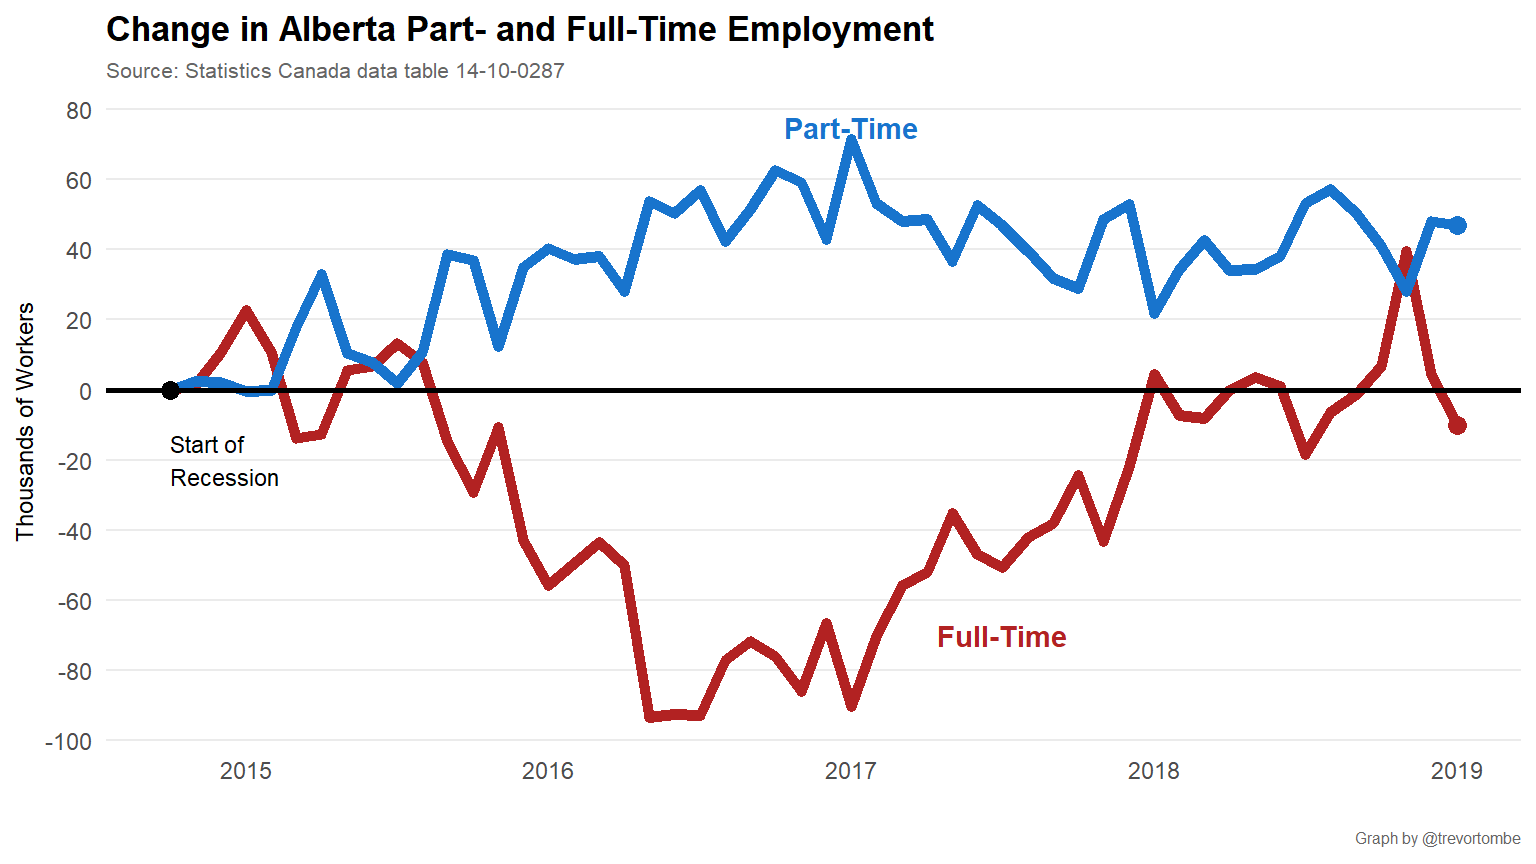 Change in Alberta Part- and Full-Time Employment
Source: Statistics Canada data table 14-10-0287
Thousands of Workers
80
60
40
20
0
-20
-40
-60
-80
-100
Part-Time
Start of
Recession
Full-Time
2015
2016
2017
2018
2019
Graph by @trevortombe